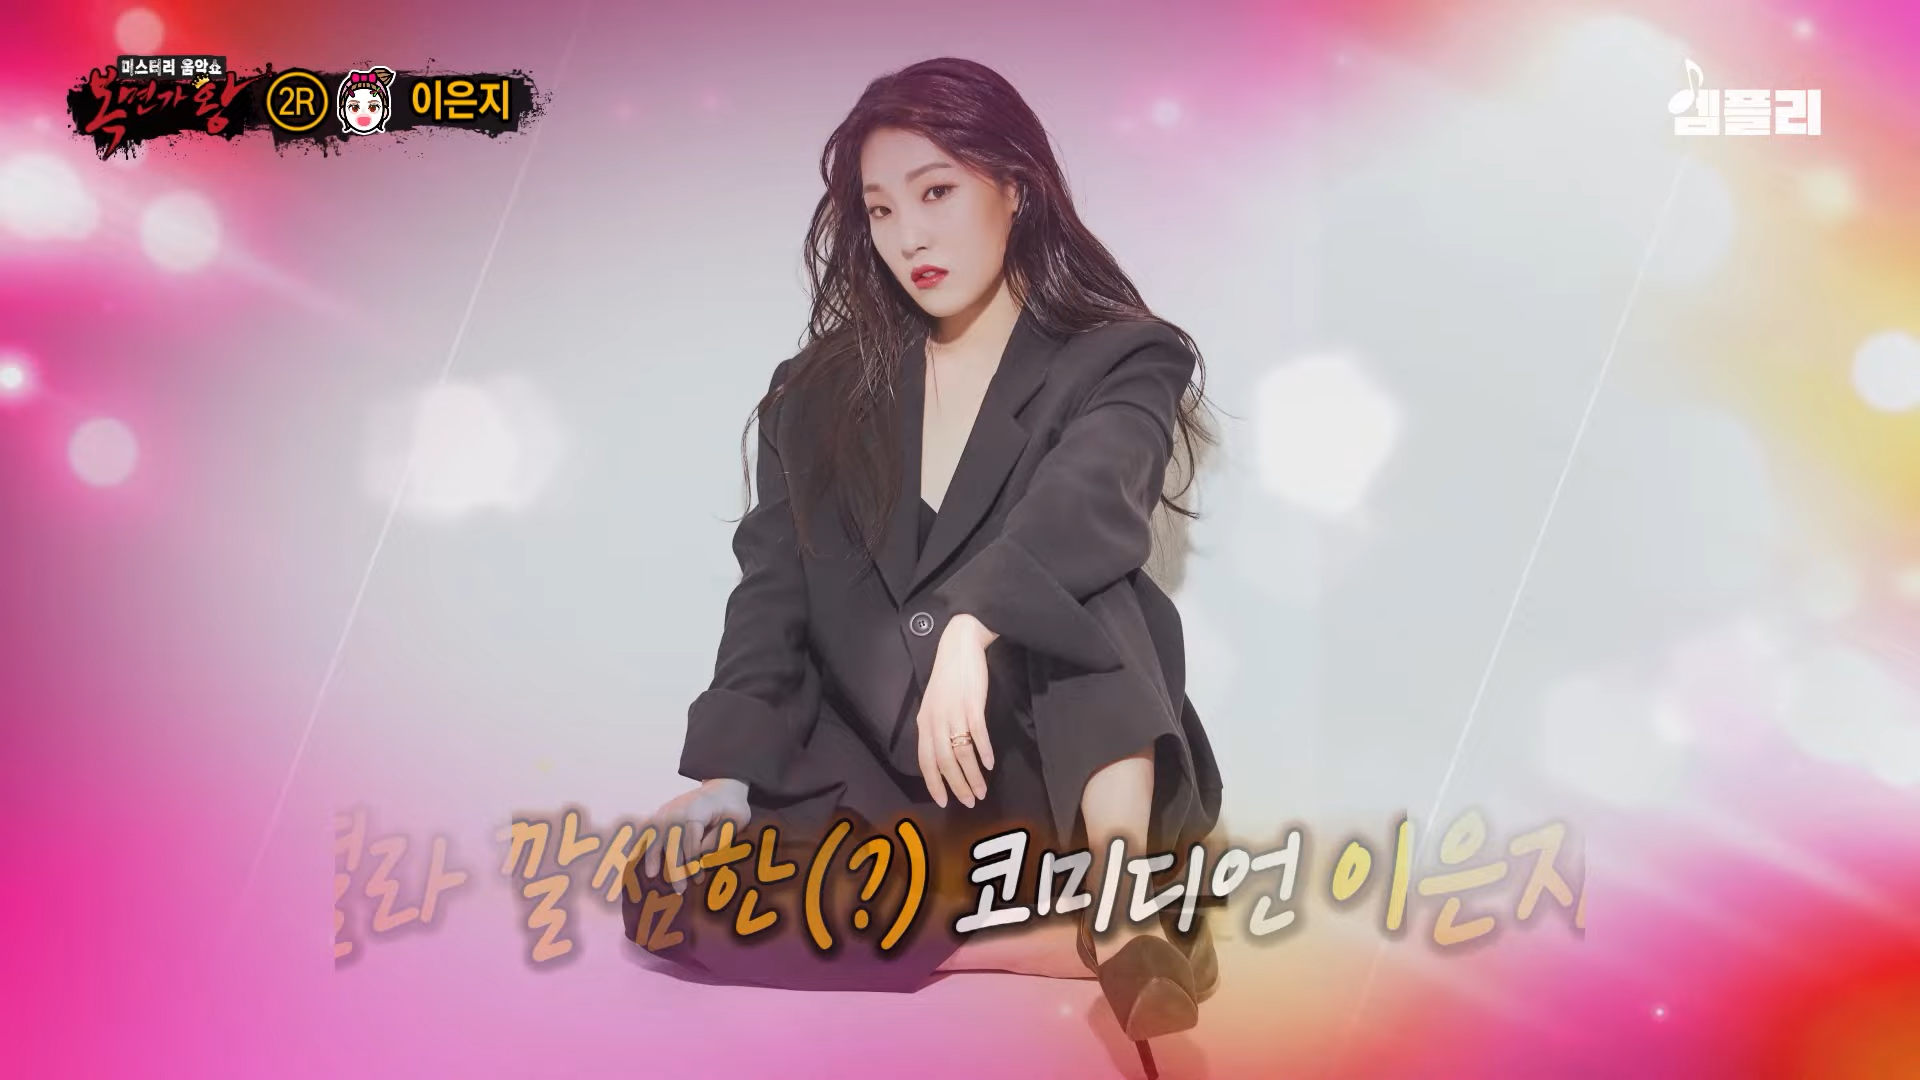 미스터리 음악쇼
복면가왕
2R 이은지
엠플리
깔쌈한(?) 코미디언 이은지